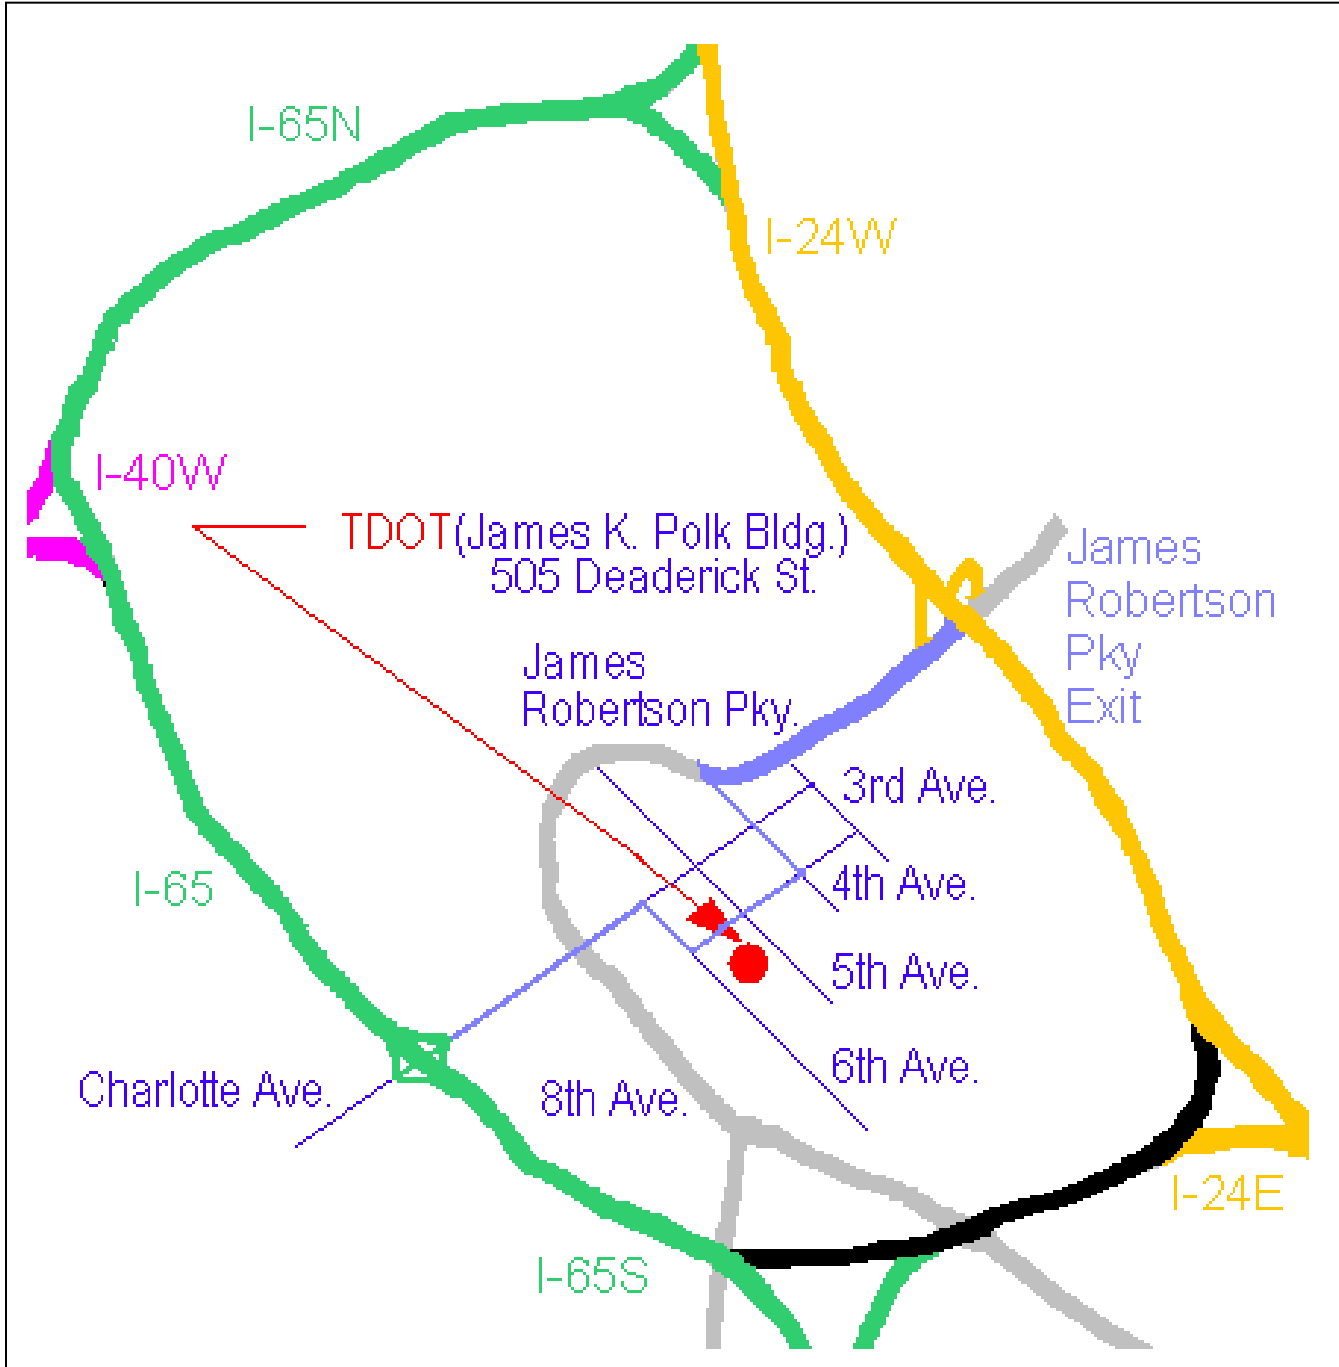 I-65N
I-24W
I-40W
TDOT(James K. Polk Bldg.)
505 Deaderick St.
James
Robertson
Pky
Exit
James
Robertson Pky.
3rd Ave.
4th Ave.
I-65
5th Ave.
6th Ave.
Charlotte Ave.
8th Ave.
I-24E
I-65S